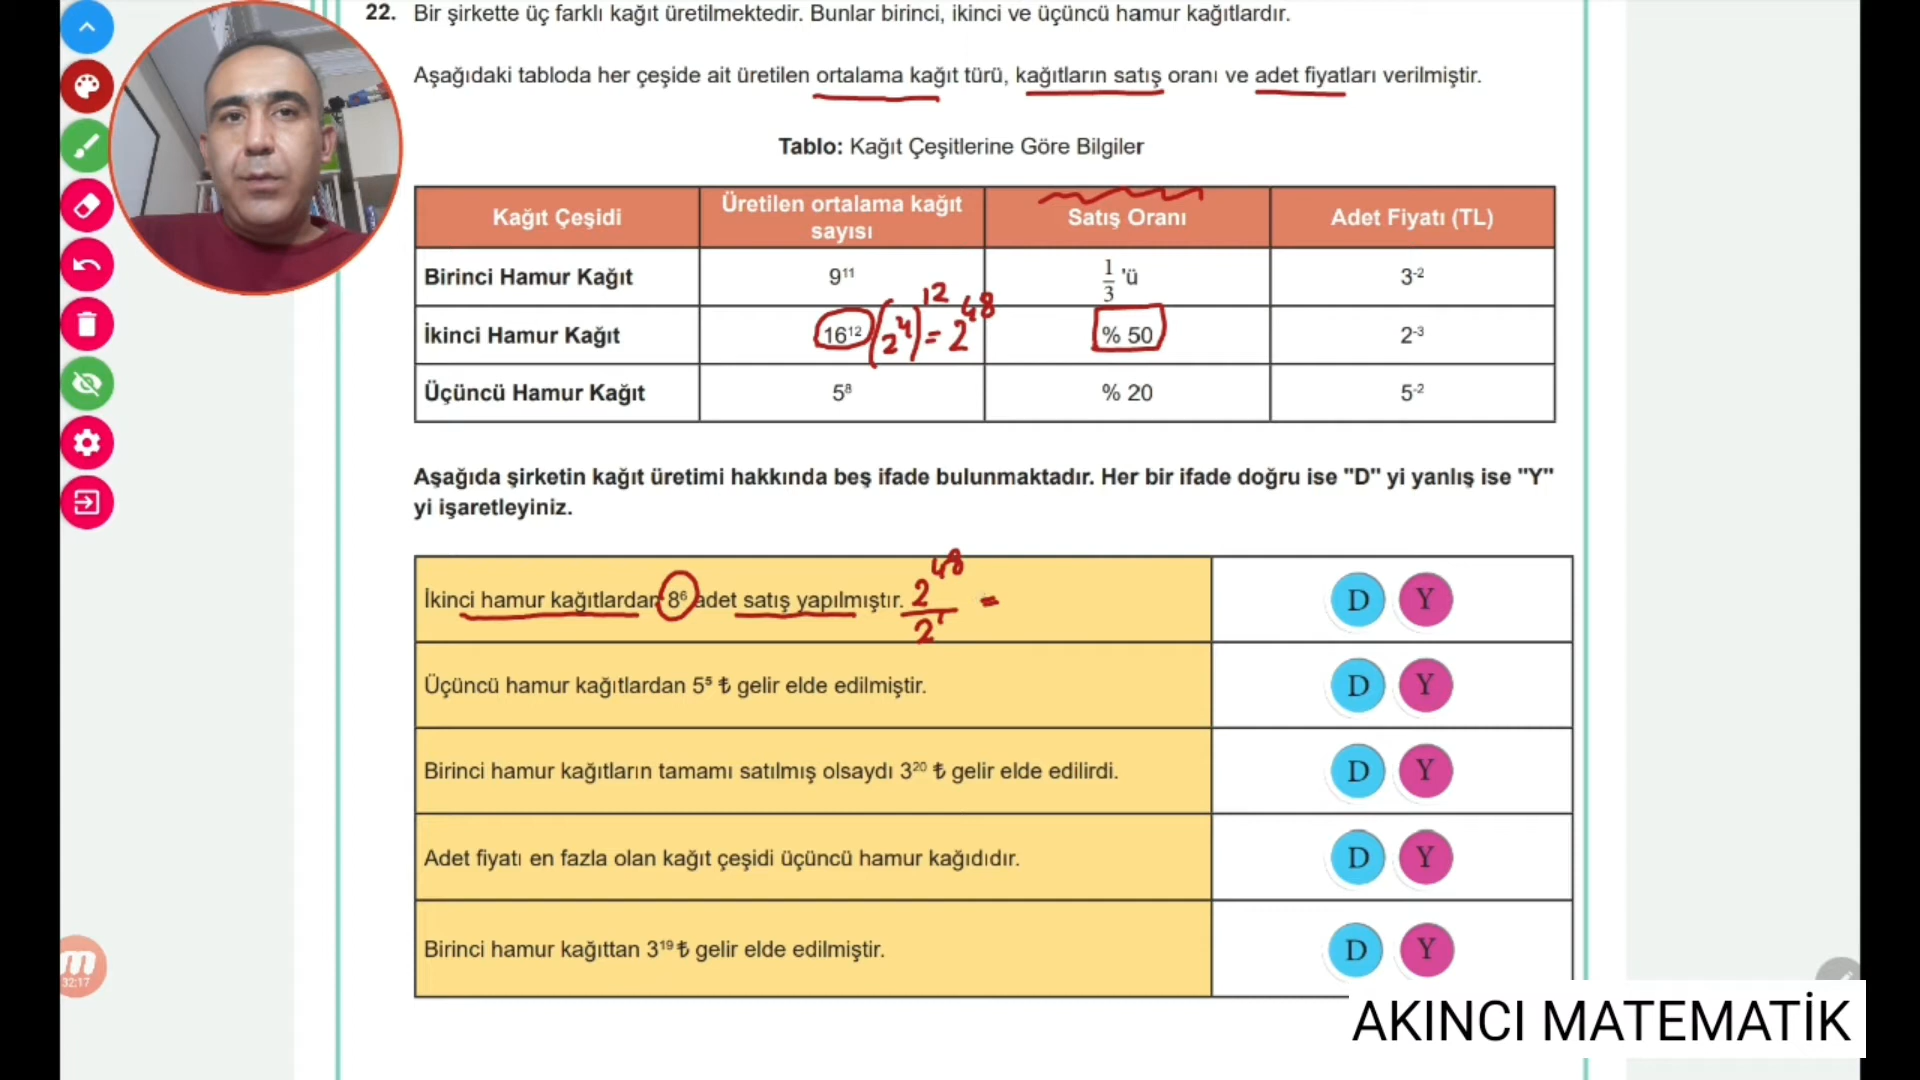 22. Bir şirkette üç farklı kağıt üretilmektedir. Bunlar birinci, ikinci ve üçüncü hamur kağıtlardır.
Aşağıdaki tabloda her çeşide ait üretilen ortalama kağıt türü, kağıtların satış oranı ve adet fiyatları verilmiştir.
Tablo: Kağıt Çeşitlerine Göre Bilgiler
Kağıt Çeşidi Üretilen ortalama kağıt sayısı Satış Oranı Adet Fiyatı (TL)
Birinci Hamur Kağıt 9¹¹ 1/3 'ü 3⁻²
İkinci Hamur Kağıt 16¹² (2⁴)¹² = 2⁴⁸ % 50 2⁻³
Üçüncü Hamur Kağıt 5⁸ % 20 5⁻²
Aşağıda şirketin kağıt üretimi hakkında beş ifade bulunmaktadır. Her bir ifade doğru ise "D" yi yanlış ise "Y"
yi işaretleyiniz.
İkinci hamur kağıtlardan 8⁶ adet satış yapılmıştır. 2⁴⁸/2¹ = D Y
Üçüncü hamur kağıtlardan 5⁵ ₺ gelir elde edilmiştir. D Y
Birinci hamur kağıtların tamamı satılmış olsaydı 3²⁰ ₺ gelir elde edilirdi. D Y
Adet fiyatı en fazla olan kağıt çeşidi üçüncü hamur kağıdıdır. D Y
Birinci hamur kağıttan 3¹⁹ ₺ gelir elde edilmiştir. D Y
32:17
AKINCI MATEMATİK